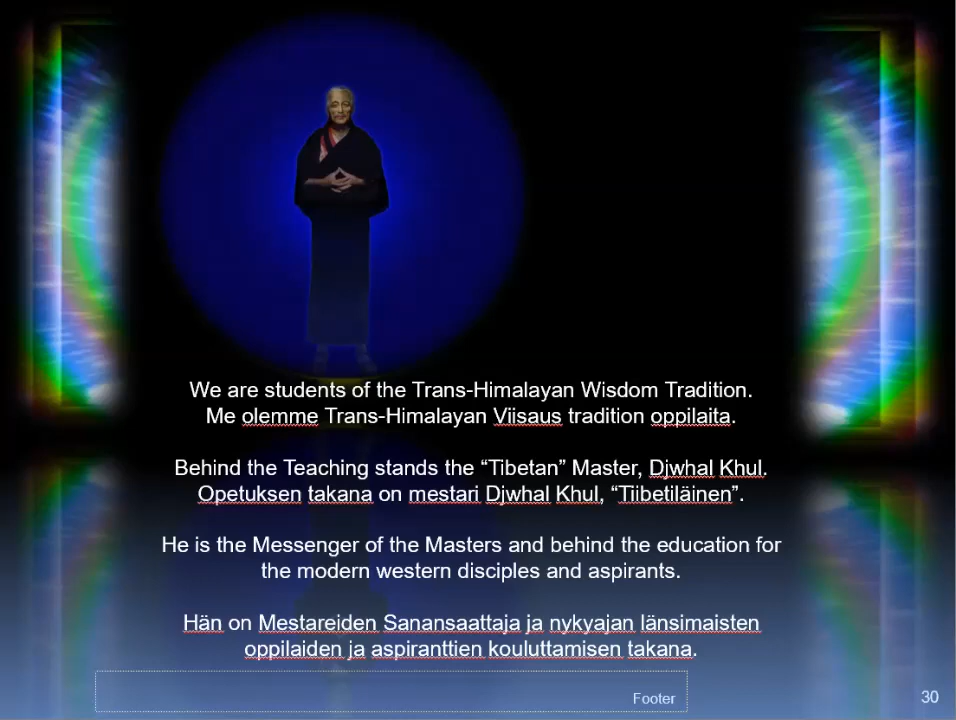 We are students of the Trans-Himalayan Wisdom Tradition.
Me olemme Trans-Himalayan Viisaus tradition oppilaita.
Behind the Teaching stands the “Tibetan” Master, Djwhal Khul.
Opetuksen takana on mestari Djwhal Khul, “Tiibetiläinen”.
He is the Messenger of the Masters and behind the education for
the modern western disciples and aspirants.
Hän on Mestareiden Sanansaattaja ja nykyajan länsimaisten
oppilaiden ja aspiranttien kouluttamisen takana.
Footer
30